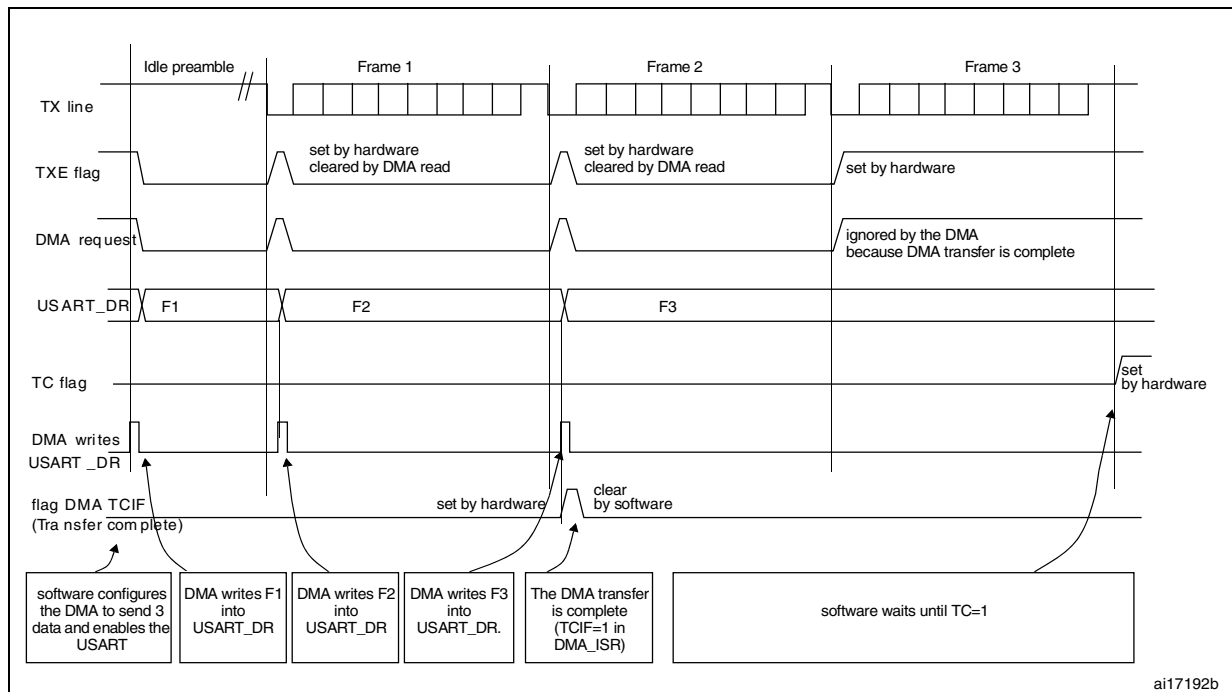 Idle preamble
Frame 1
Frame 2
Frame 3
TX line
TXE flag
set by hardware
cleared by DMA read
set by hardware
cleared by DMA read
set by hardware
DMA request
ignored by the DMA
because DMA transfer is complete
USART_DR
F1
F2
F3
TC flag
set
by hardware
DMA writes
USART _DR
flag DMA TCIF
(Transfer complete)
set by hardware
clear
by software
software configures
the DMA to send 3
data and enables the
USART
DMA writes F1
into
USART_DR
DMA writes F2
into
USART_DR
DMA writes F3
into
USART_DR.
The DMA transfer
is complete
(TCIF=1 in
DMA_ISR)
software waits until TC=1
ai17192b